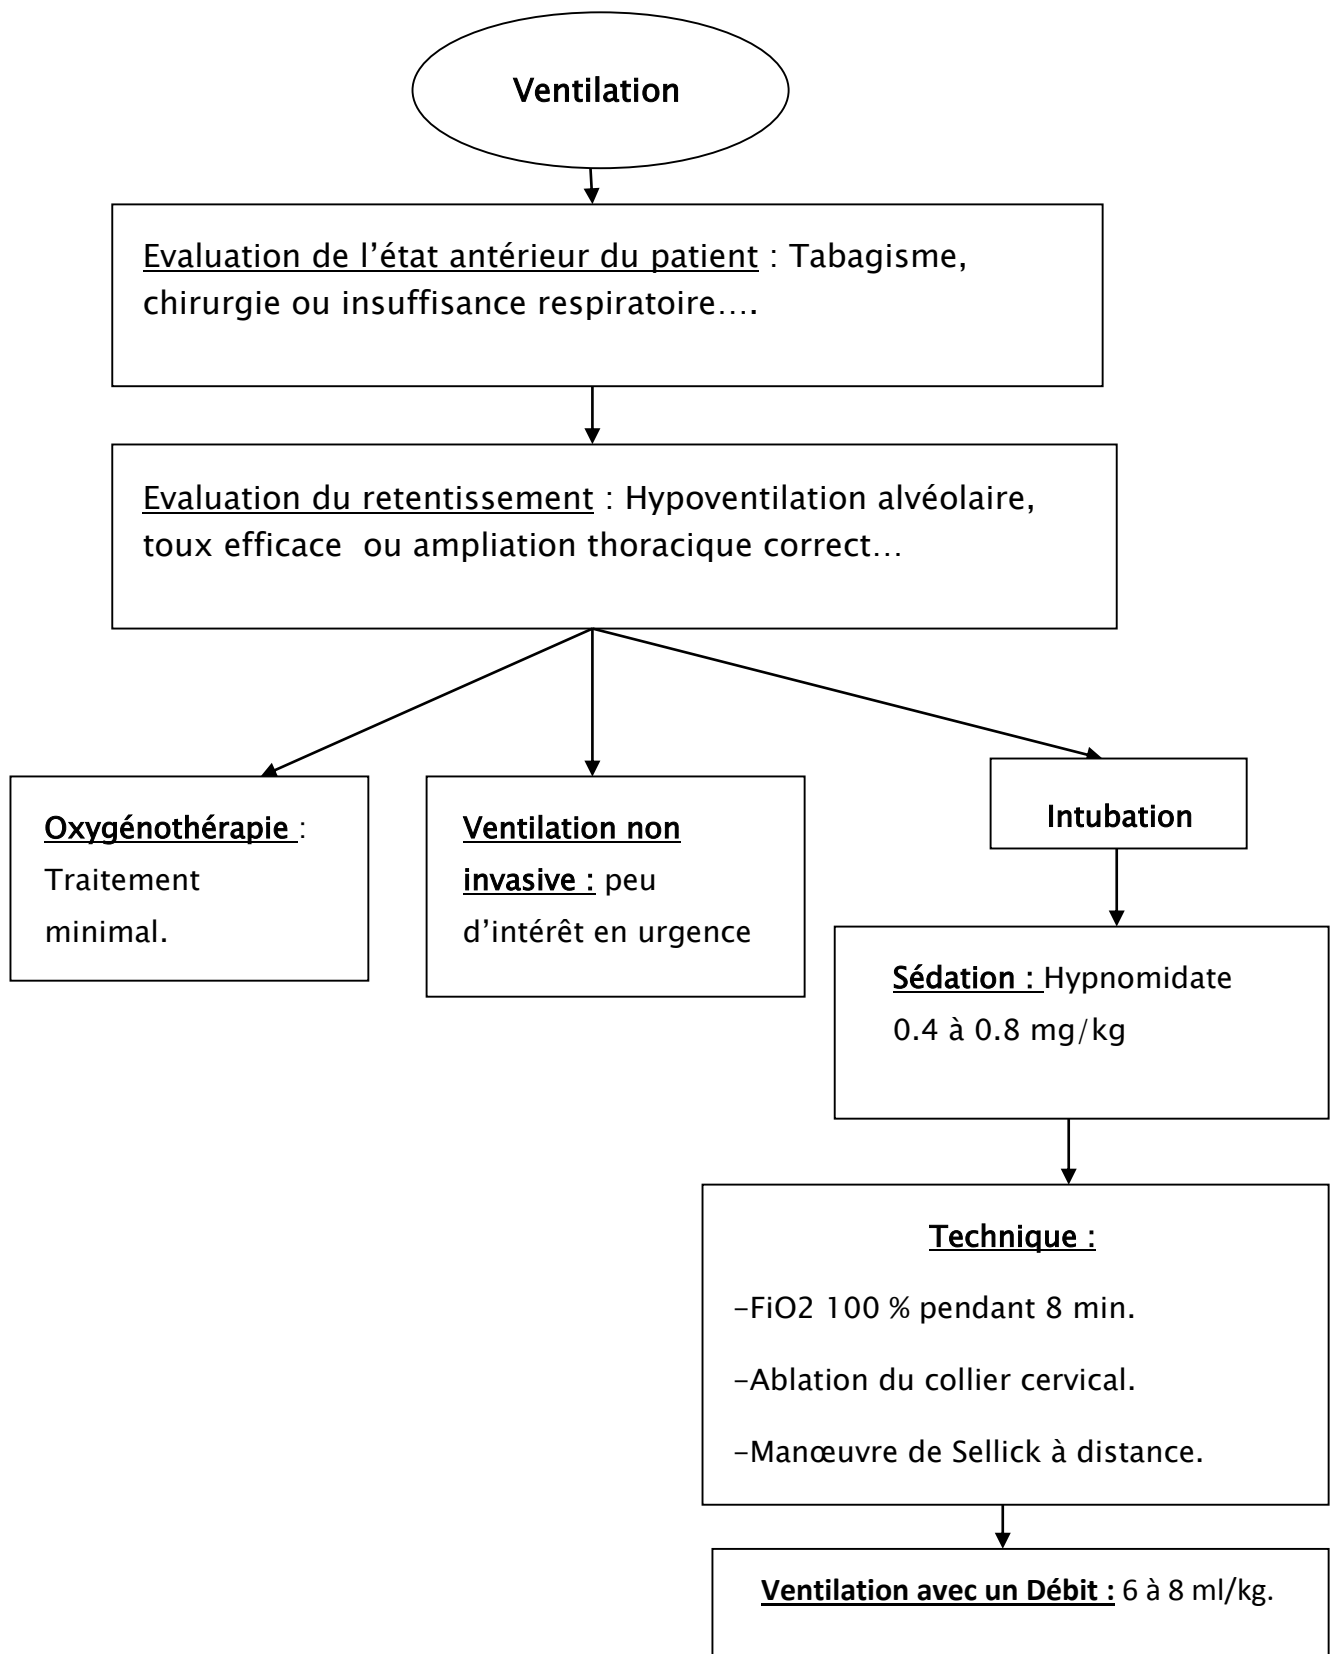 Ventilation
Evaluation de l’état antérieur du patient : Tabagisme,
chirurgie ou insuffisance respiratoire….
Evaluation du retentissement : Hypoventilation alvéolaire,
toux efficace  ou ampliation thoracique correct…
Oxygénothérapie :
Traitement
minimal.
Ventilation non
invasive : peu
d’intérêt en urgence
Intubation
Sédation : Hypnomidate
0.4 à 0.8 mg/kg
Technique :
-FiO2 100 % pendant 8 min.
-Ablation du collier cervical.
-Manœuvre de Sellick à distance.
Ventilation avec un Débit : 6 à 8 ml/kg.